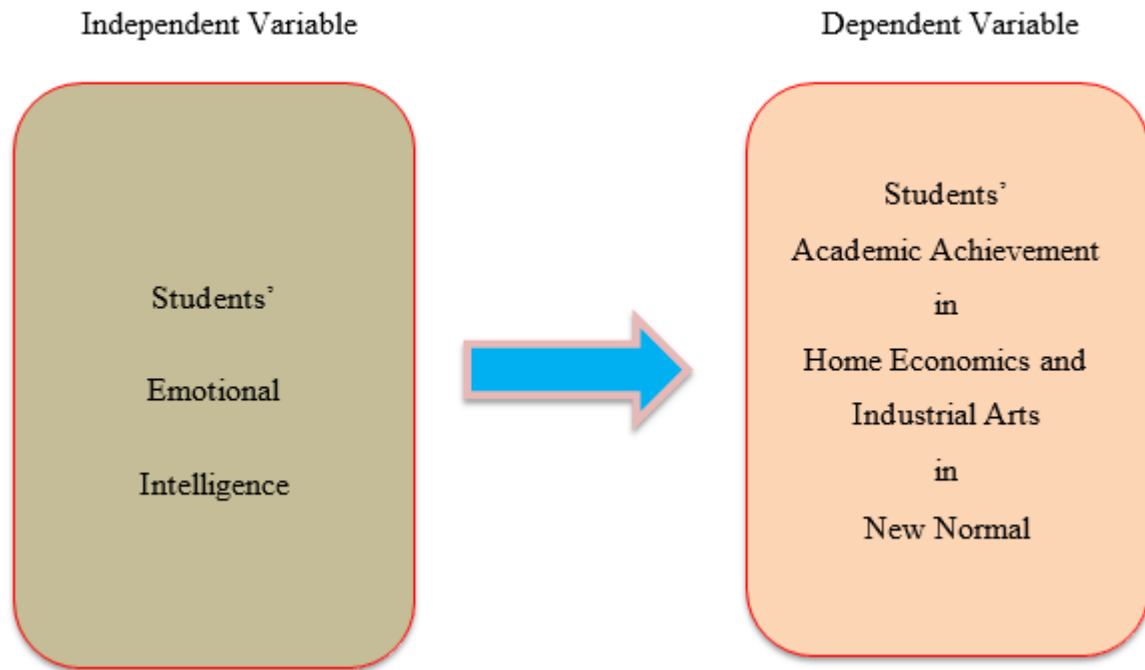 Independent Variable
Dependent Variable
Students’
Emotional
Intelligence
Students’
Academic Achievement
in
Home Economics and
Industrial Arts
in
New Normal